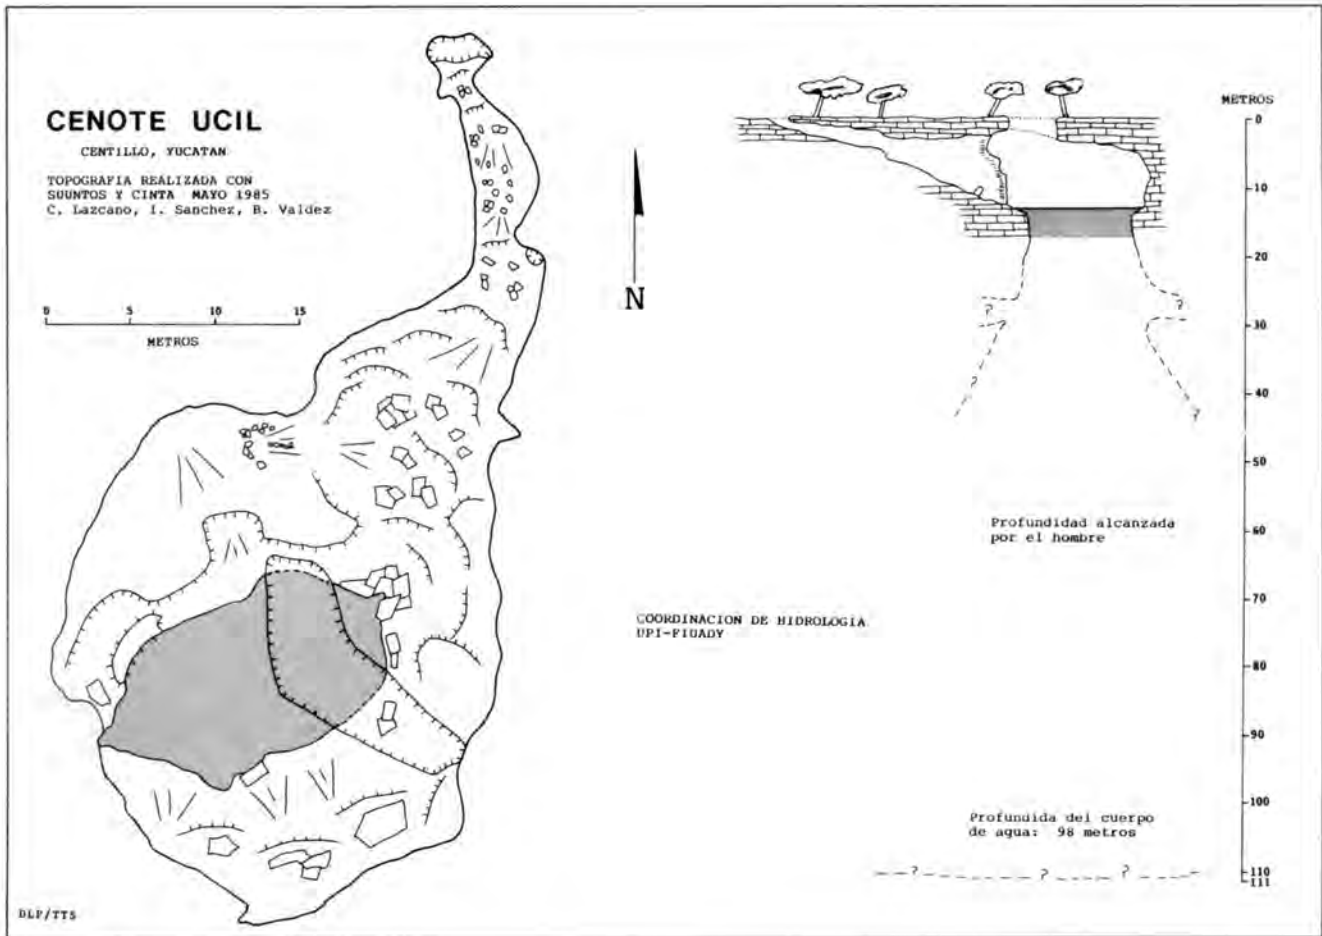 CENOTE UCIL
CENTILLO, YUCATAN
TOPOGRAFIA REALIZADA CON
SUUNTOS Y CINTA MAYO 1985
C. Lazcano, I. Sanchez, B. Valdez
0 5 10 15
METROS
N
METROS
0
10
20
30
40
50
60
70
80
90
100
110
111
? ?
? ?
? ?
Profundidad alcanzada
por el hombre
COORDINACION DE HIDROLOGIA
UPI-FIUADY
Profundida del cuerpo
de agua: 98 metros
? ? ?
DLP/TTS